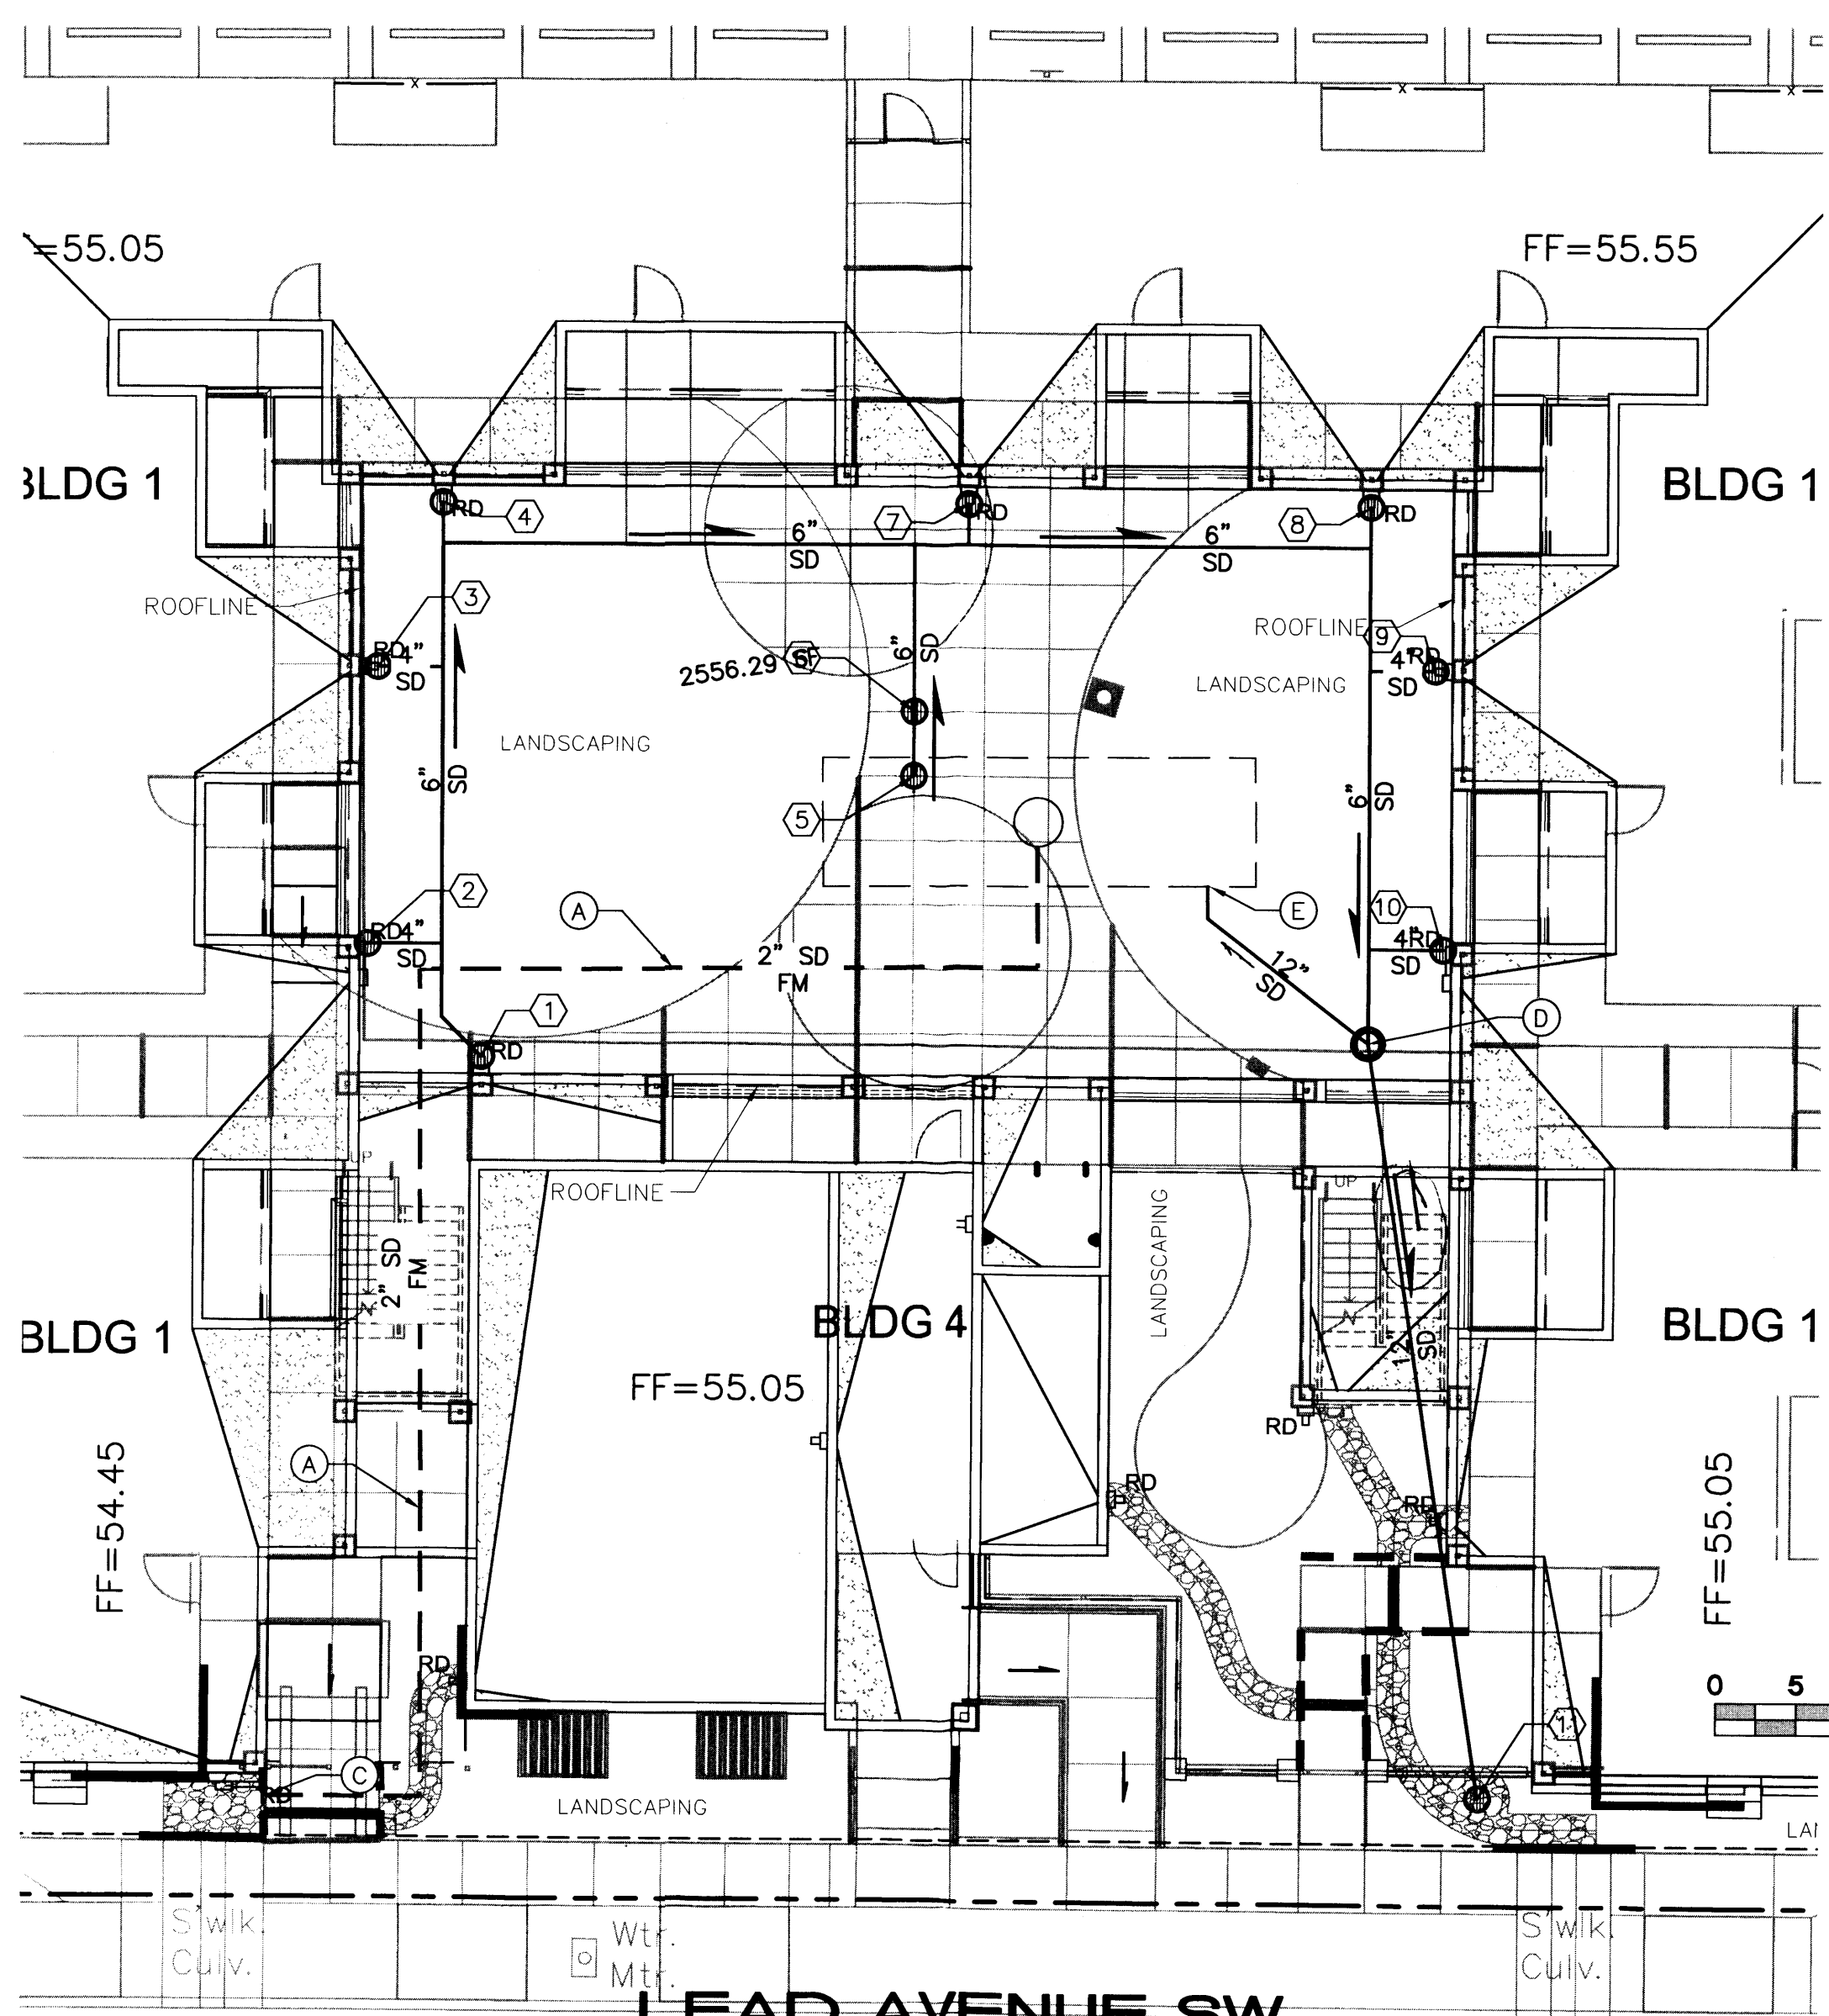 =55.05
FF=55.55
BLDG 1
BLDG 1
RD
4
7
RD
8
RD
6"
SD
6"
SD
ROOFLINE
3
RD
4"
SD
6"
SD
ROOFLINE
9
4"
RD
SD
2556.29 SF
LANDSCAPING
LANDSCAPING
6"
SD
6"
SD
5
2
RD
4"
SD
A
2" SD
FM
E
10
4"
RD
SD
12"
SD
1
RD
D
UP
ROOFLINE
LANDSCAPING
UP
2" SD
FM
BLDG 1
BLDG 4
BLDG 1
12"
SD
FF=55.05
RD
A
RD
RD
FF=54.45
FF=55.05
RD
0 5
11
C
RD
LANDSCAPING
S'wlk.
Culv.
Wtr.
Mtr.
S'wlk.
Culv.
LEAD AVENUE SW